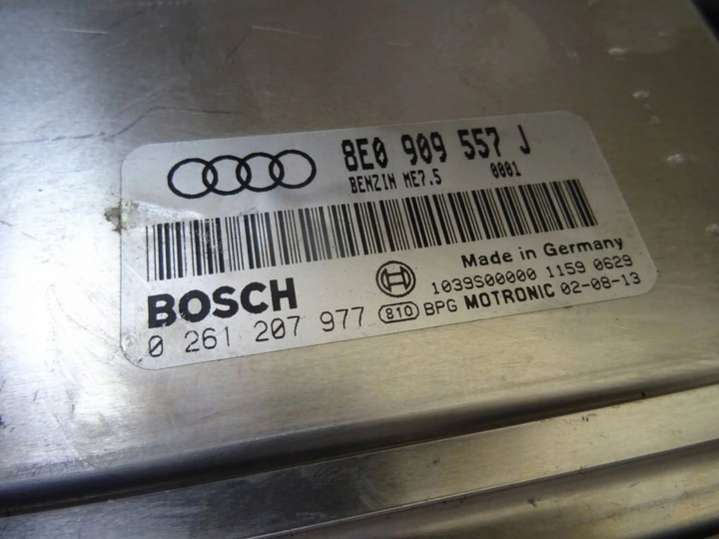 8E0 909 557 J
BENZIN ME7.5 0001
Made in Germany
BOSCH
1039S00000 1159 0629
0 261 207 977
810 BPG MOTRONIC 02-08-13